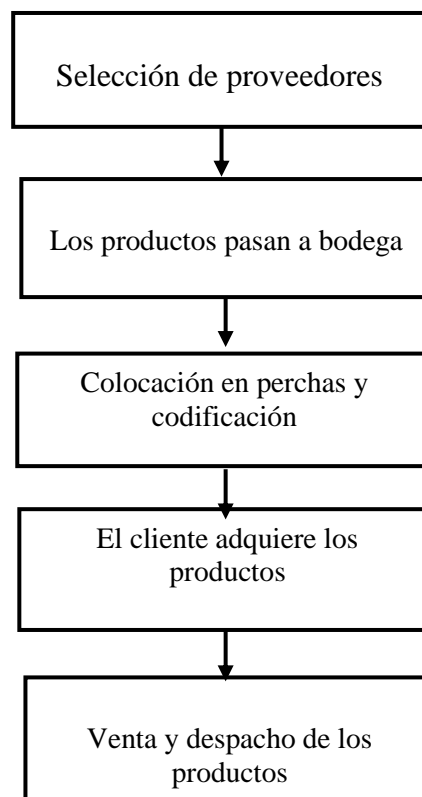 Selección de proveedores
Los productos pasan a bodega
Colocación en perchas y
codificación
El cliente adquiere los
productos
Venta y despacho de los
productos